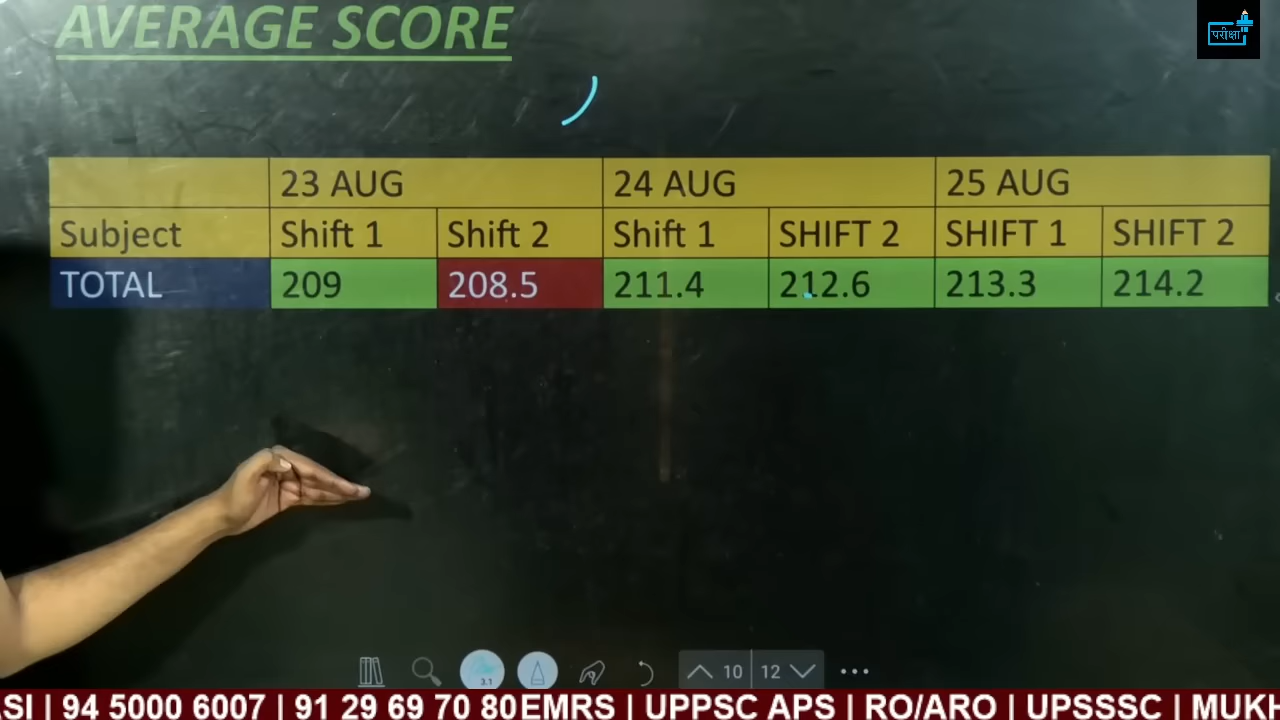 AVERAGE SCORE
परीक्षा
23 AUG 24 AUG 25 AUG
Subject Shift 1 Shift 2 Shift 1 SHIFT 2 SHIFT 1 SHIFT 2
TOTAL 209 208.5 211.4 212.6 213.3 214.2
3.1
10 12
SI | 94 5000 6007 | 91 29 69 70 80EMRS | UPPSC APS | RO/ARO | UPSSSC | MUKH